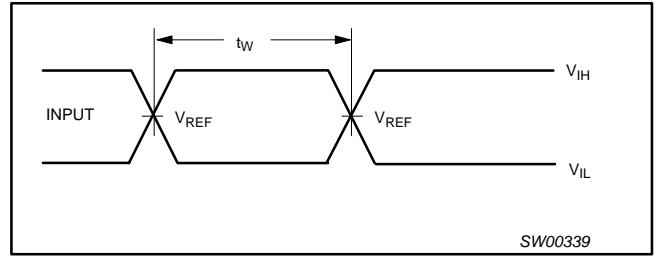 tW
VIH
INPUT
VREF
VREF
VIL
SW00339